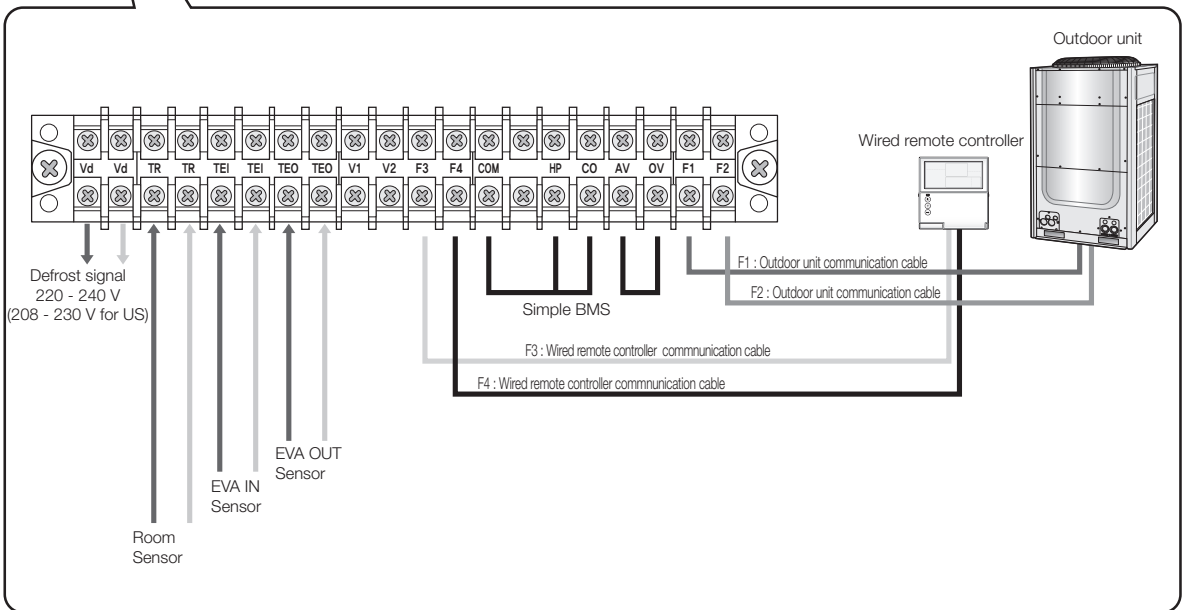 Outdoor unit
Wired remote controller
Vd Vd TR TR TEI TEI TEO TEO V1 V2 F3 F4 COM HP CO AV OV F1 F2
Defrost signal
220 - 240 V
(208 - 230 V for US)
F1 : Outdoor unit communication cable
F2 : Outdoor unit communication cable
Simple BMS
F3 : Wired remote controller commnunication cable
F4 : Wired remote controller commnunication cable
EVA OUT
Sensor
EVA IN
Sensor
Room
Sensor